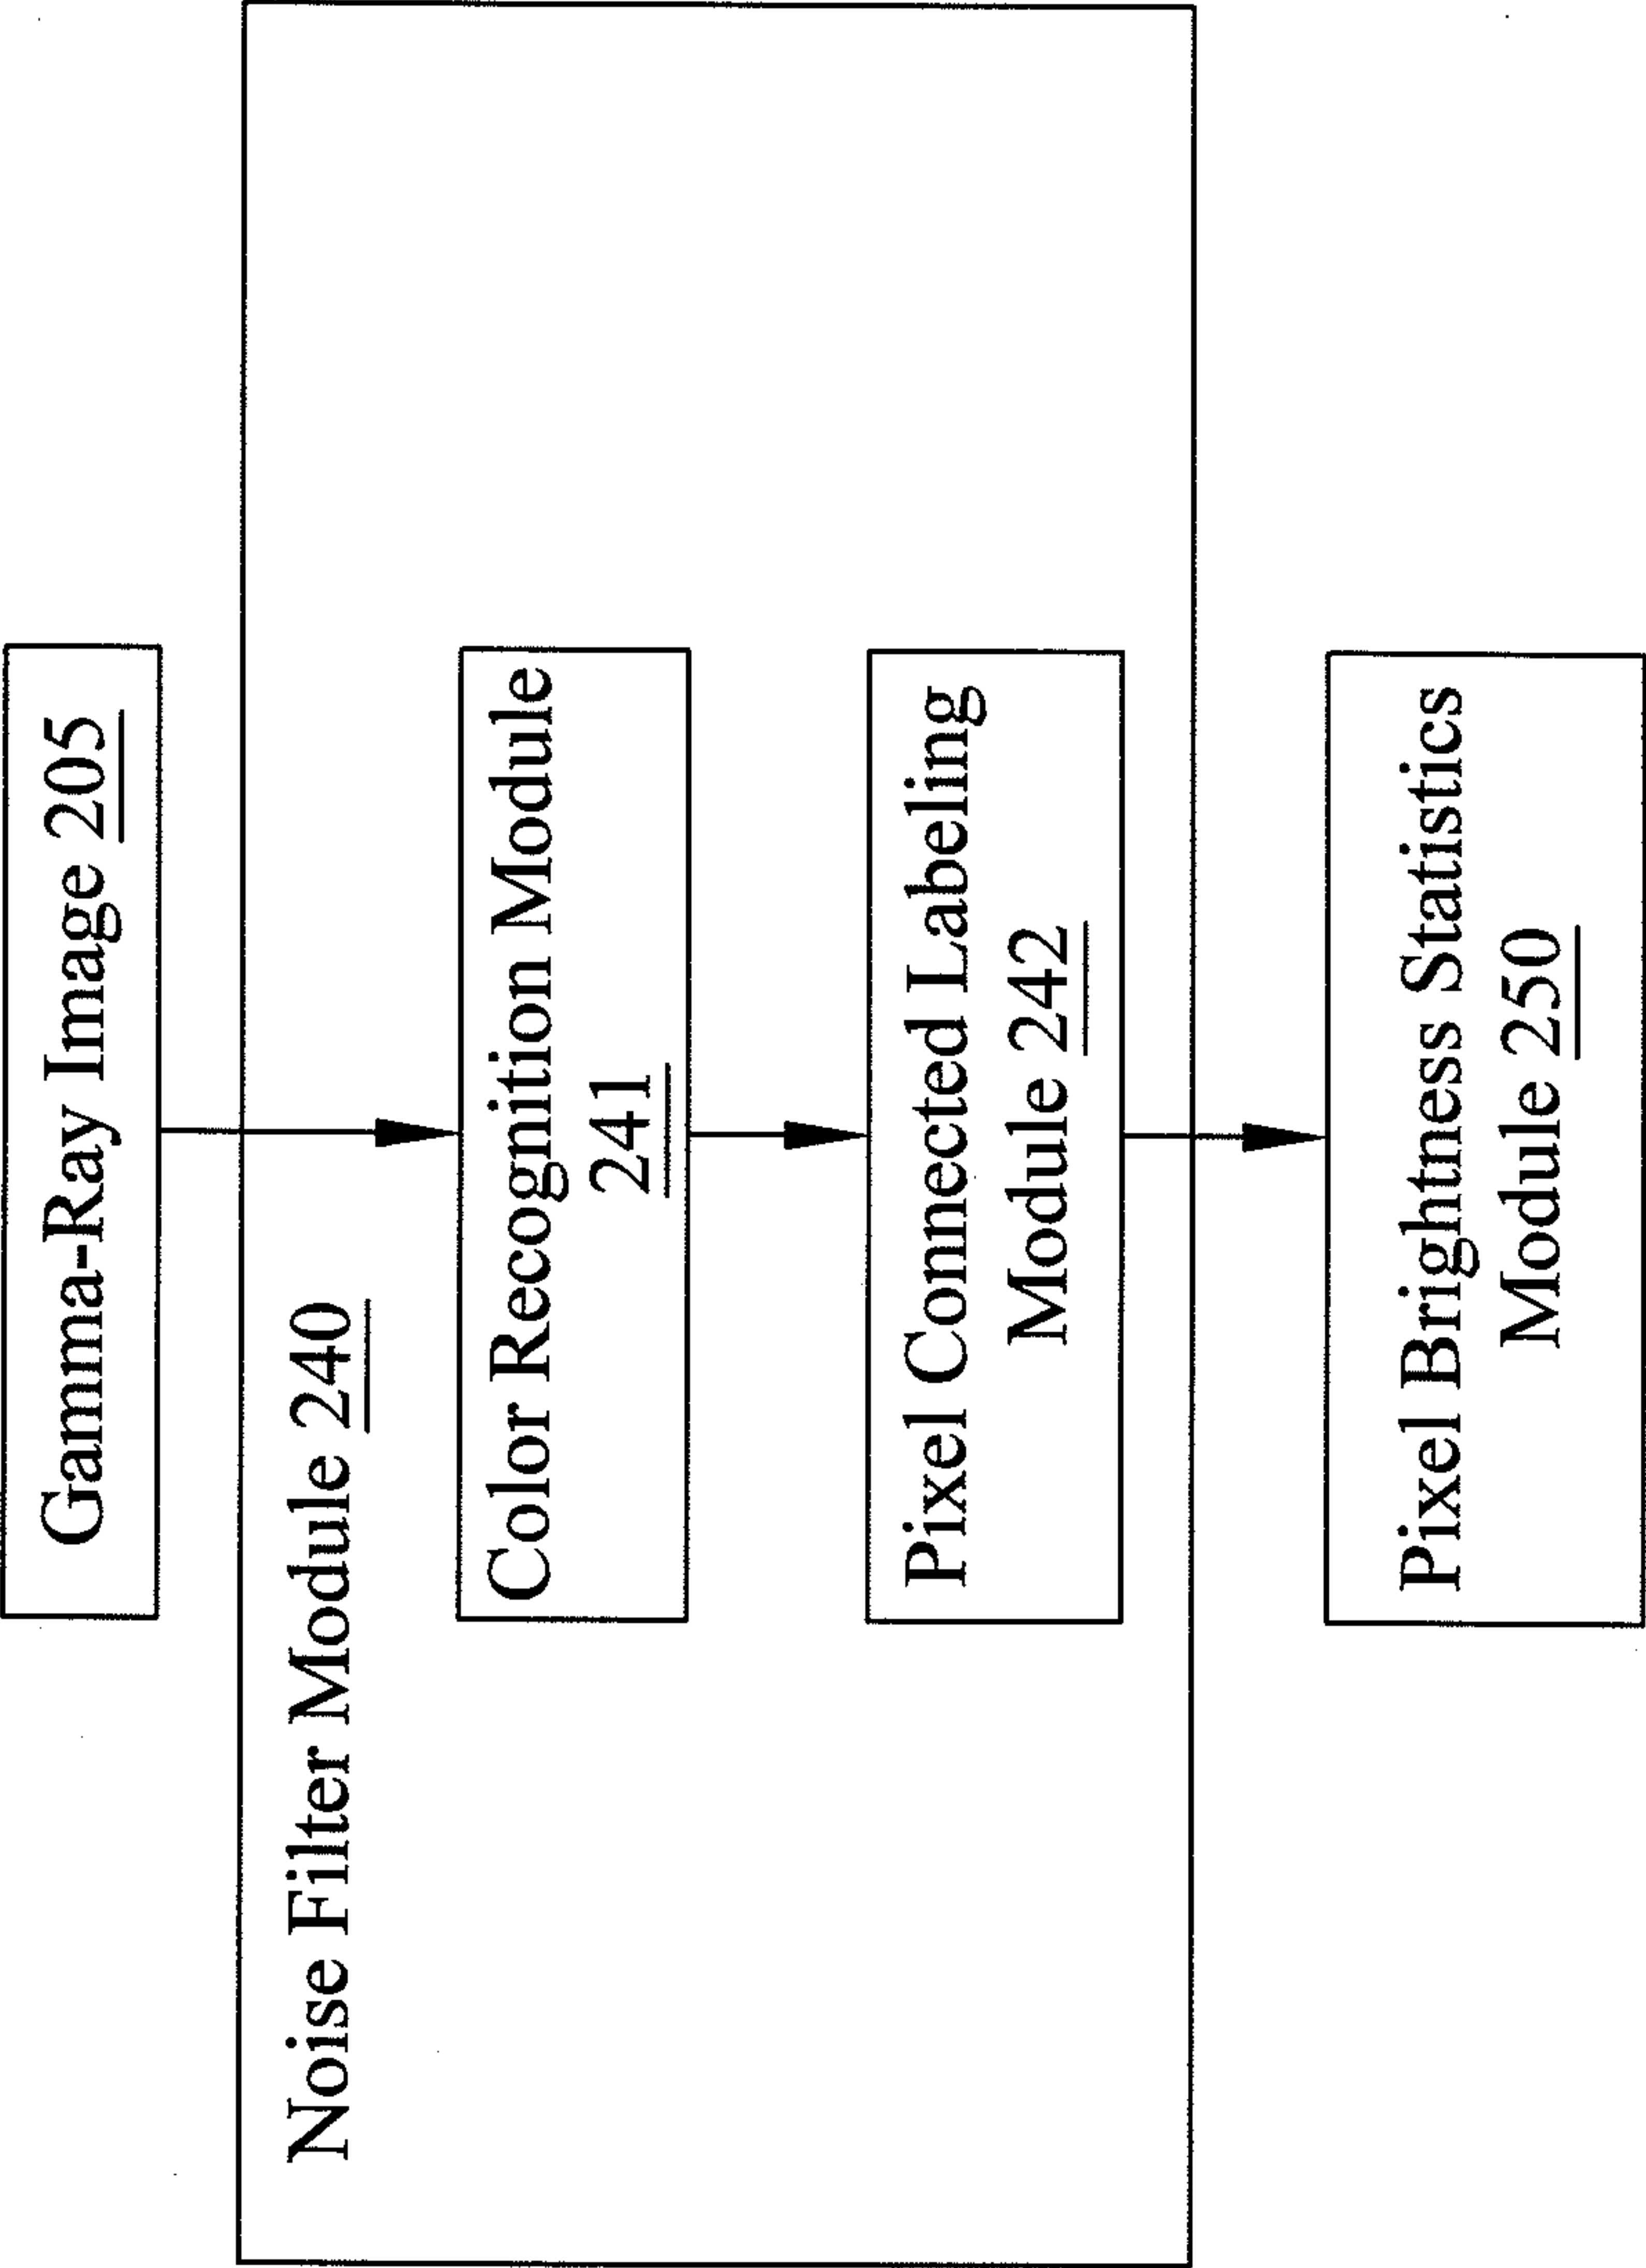 Gamma-Ray Image 205
Noise Filter Module 240
Color Recognition Module
241
Pixel Connected Labeling
Module 242
Pixel Brightness Statistics
Module 250